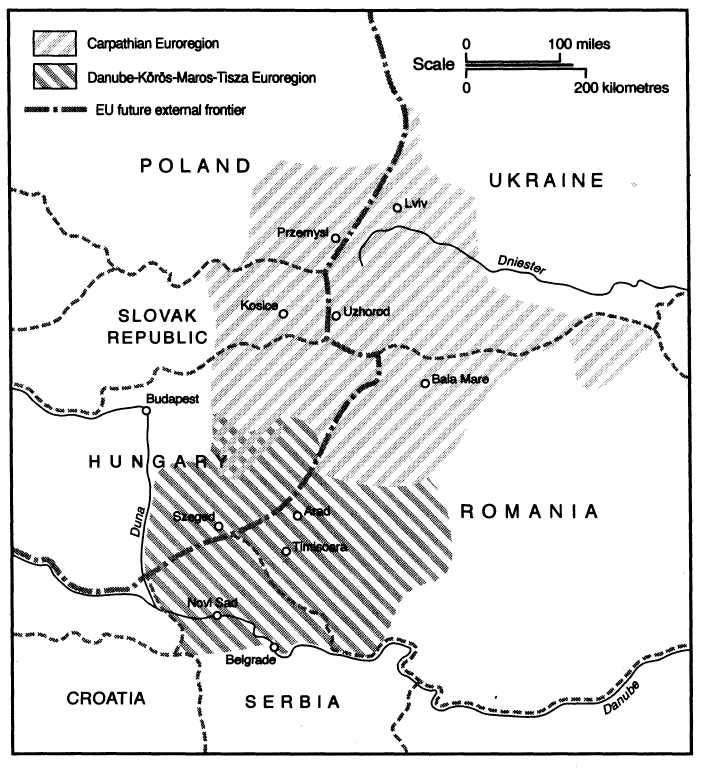 Carpathian Euroregion
Danube-Körös-Maros-Tisza Euroregion
EU future external frontier
0 100 miles
Scale
0 200 kilometres
POLAND
UKRAINE
Lviv
Przemysl
Dniester
Kosice
Uzhorod
SLOVAK
REPUBLIC
Baia Mare
Budapest
HUNGARY
ROMANIA
Duna
Szeged
Arad
Timisoara
Novi Sad
Belgrade
CROATIA
SERBIA
Danube